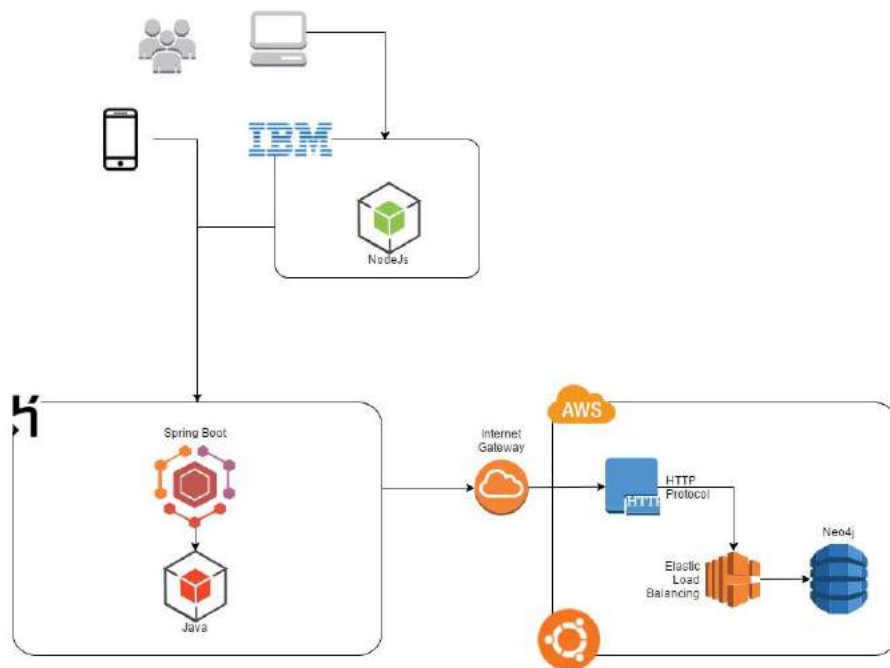 IBM
NodeJs
Spring Boot
Java
Internet
Gateway
AWS
HTTP
HTTP
Protocol
Elastic
Load
Balancing
Neo4j